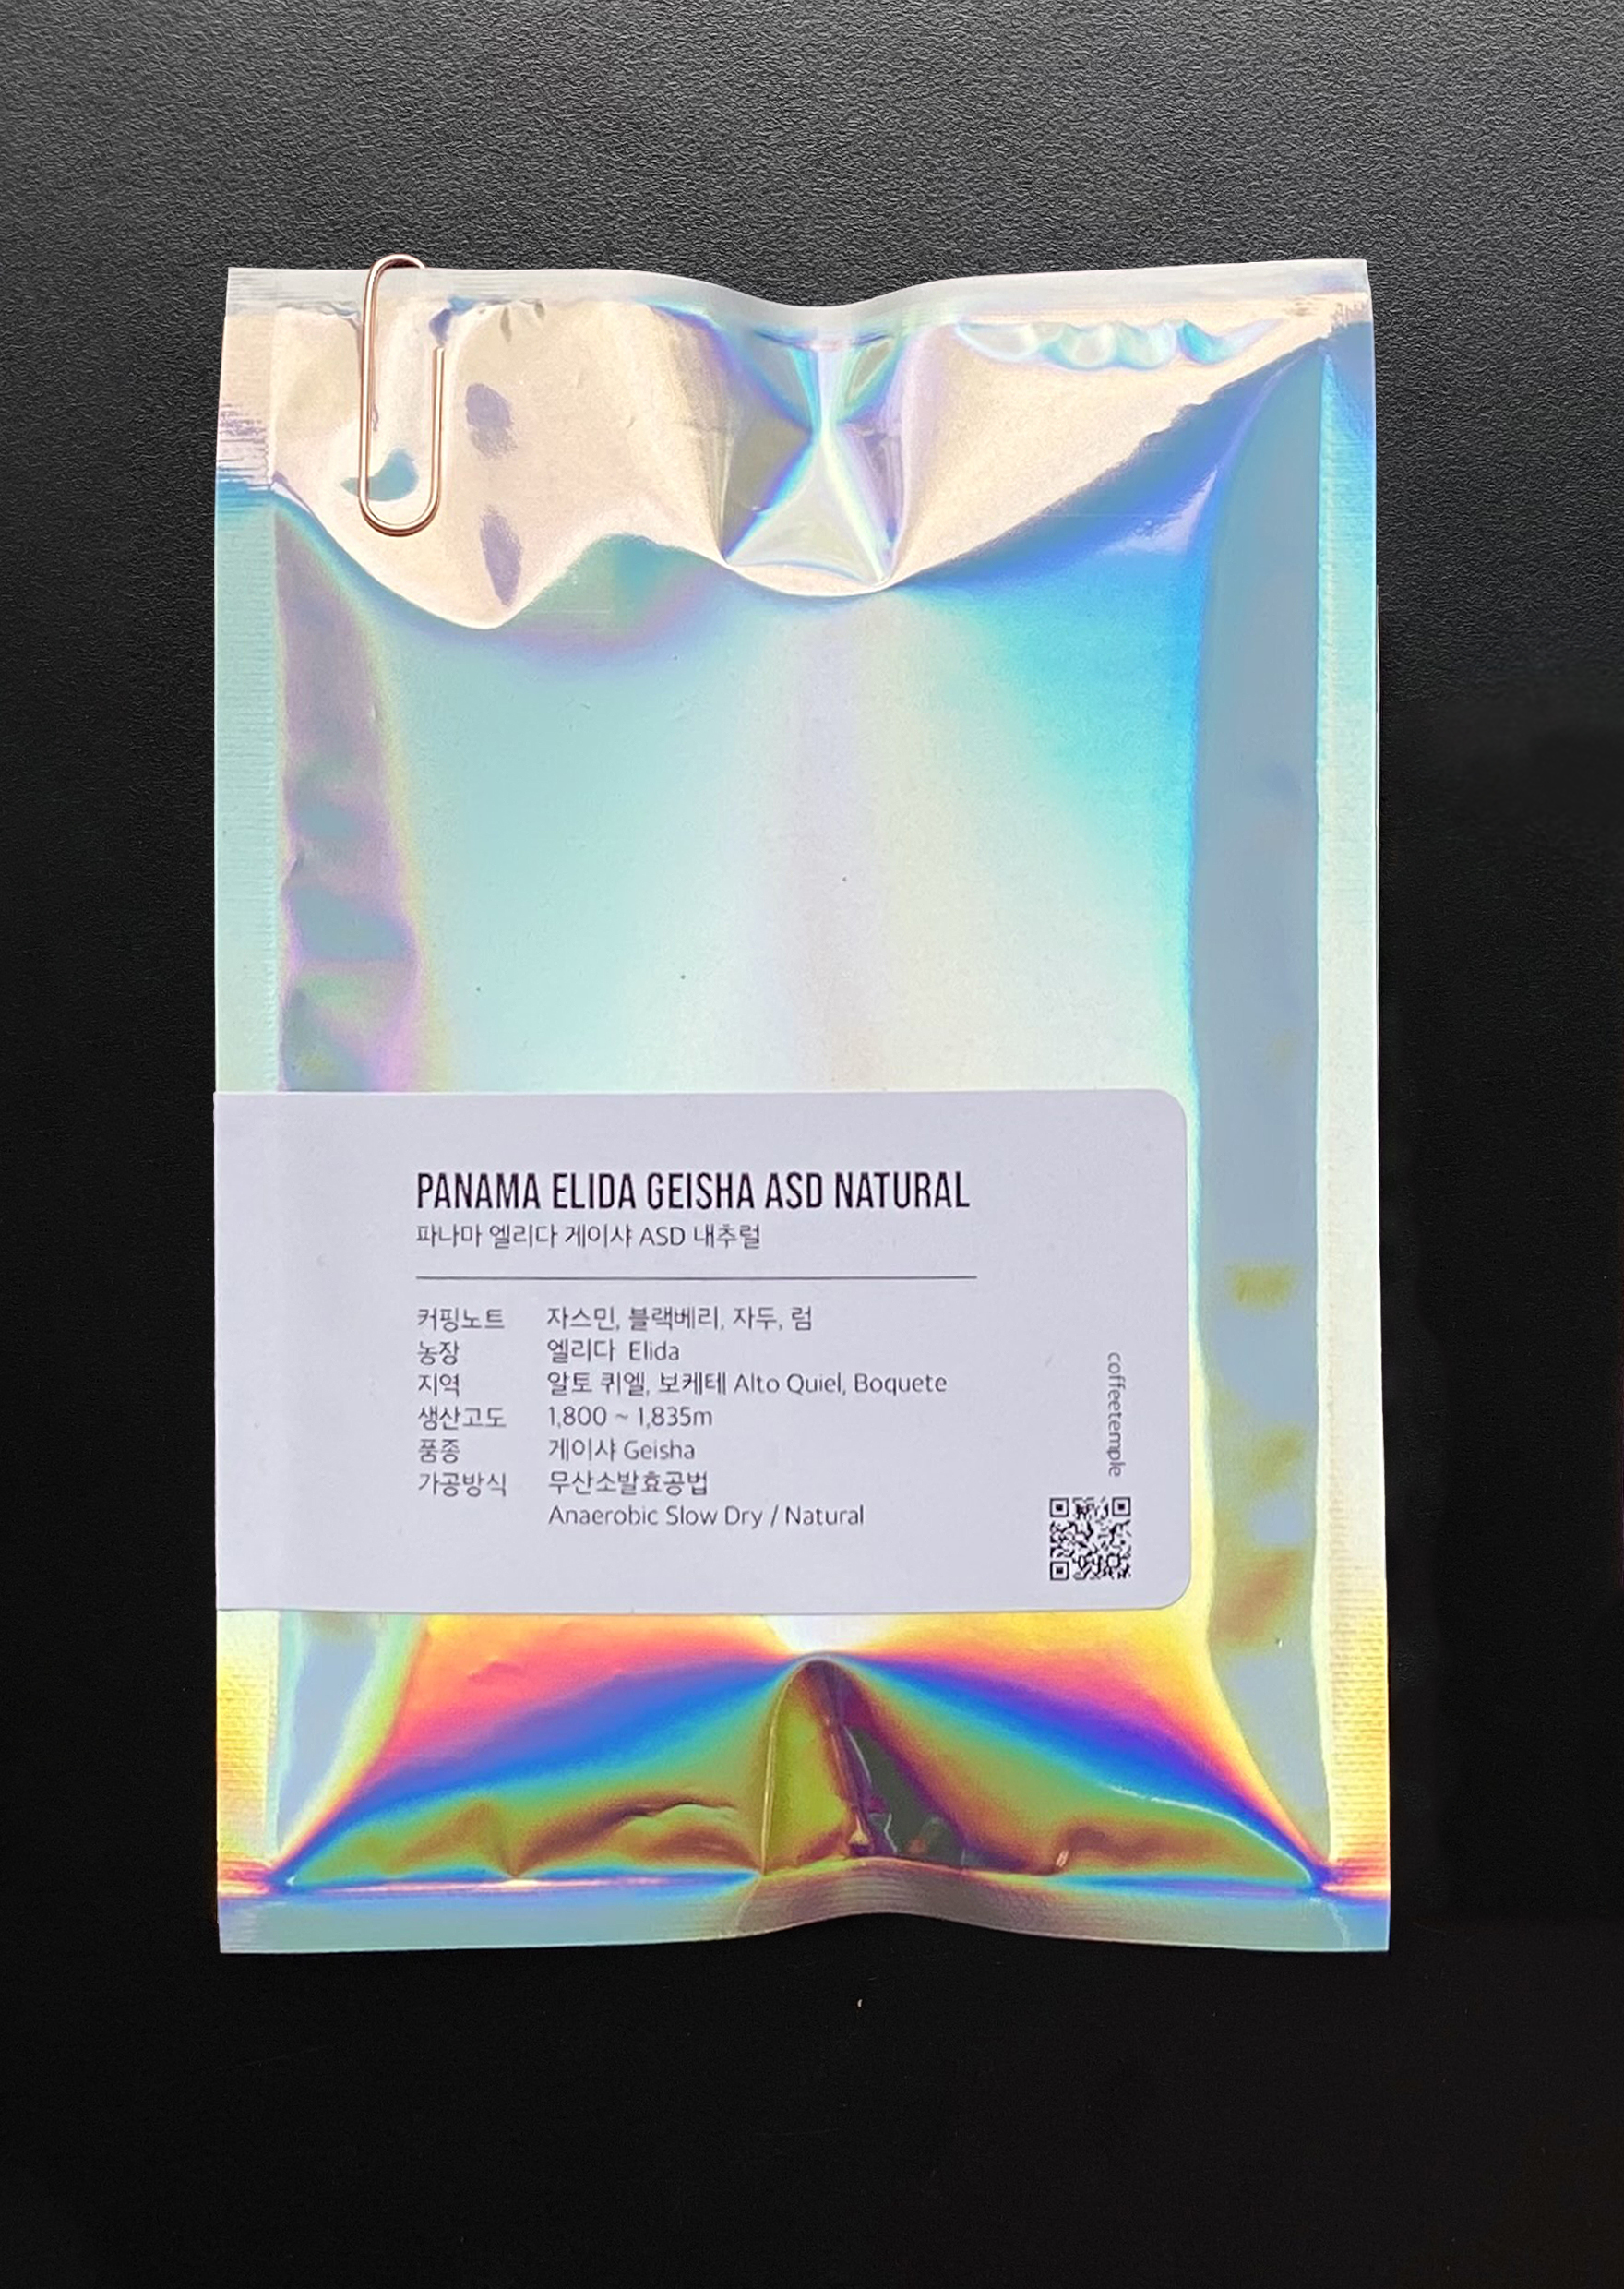 PANAMA ELIDA GEISHA ASD NATURAL
파나마 엘리다 게이샤 ASD 내추럴
커핑노트 자스민, 블랙베리, 자두, 럼
농장 엘리다 Elida
지역 알토 퀴엘, 보케테 Alto Quiel, Boquete
생산고도 1,800 ~ 1,835m
품종 게이샤 Geisha
가공방식 무산소발효공법
Anaerobic Slow Dry / Natural
coffeetemple